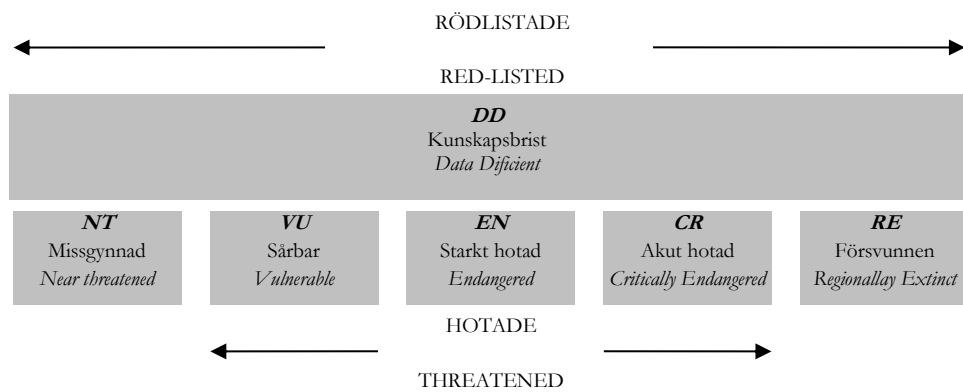 RÖDLISTADE
RED-LISTED
DD
Kunskapsbrist
Data Dificient
NT
Missgynnad
Near threatened
VU
Sårbar
Vulnerable
EN
Starkt hotad
Endangered
CR
Akut hotad
Critically Endangered
RE
Försvunnen
Regionallay Extinct
HOTADE
THREATENED